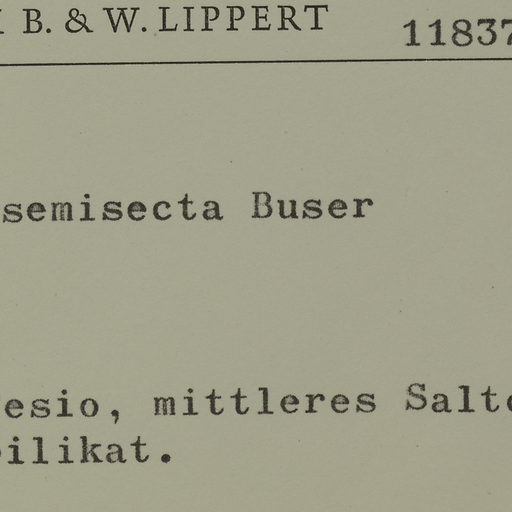 B. & W. LIPPERT 11837
semisecta Buser
esio, mittleres Salt
ilikat.